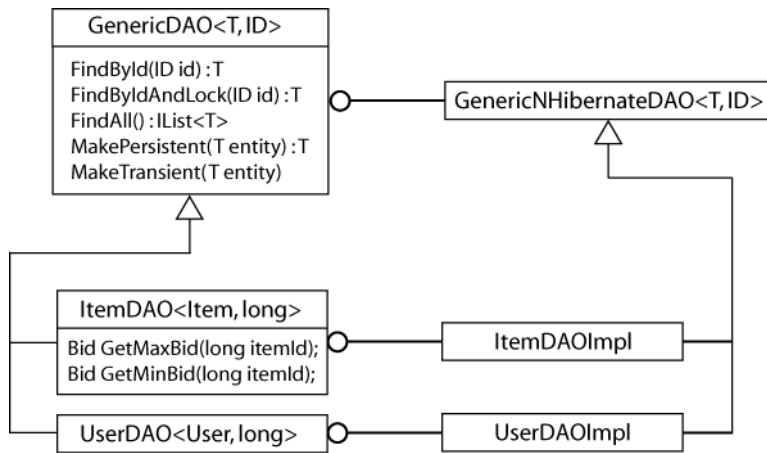 GenericDAO<T, ID>
FindById(ID id) : T
FindByIdAndLock(ID id) : T
FindAll() : IList<T>
MakePersistent(T entity) : T
MakeTransient(T entity)
GenericNHibernateDAO<T, ID>
ItemDAO<Item, long>
Bid GetMaxBid(long itemId);
Bid GetMinBid(long itemId);
ItemDAOImpl
UserDAO<User, long>
UserDAOImpl